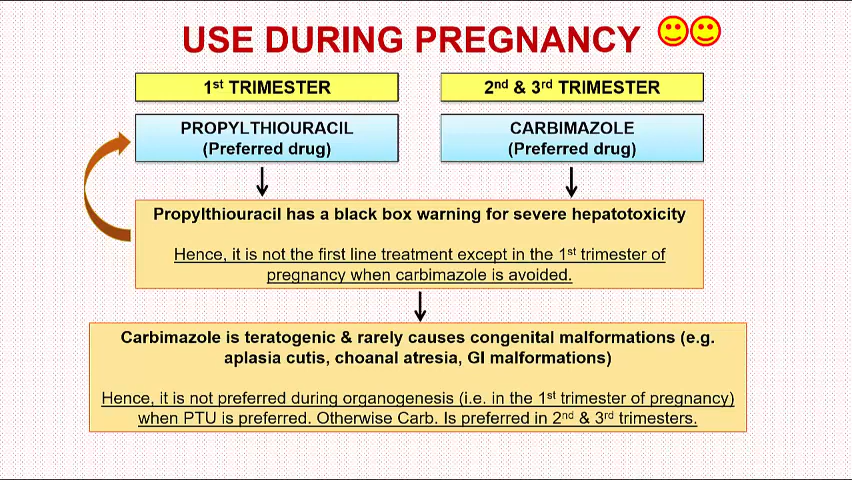 USE DURING PREGNANCY
1st TRIMESTER
PROPYLTHIOURACIL
(Preferred drug)
2nd & 3rd TRIMESTER
CARBIMAZOLE
(Preferred drug)
Propylthiouracil has a black box warning for severe hepatotoxicity
Hence, it is not the first line treatment except in the 1st trimester of
pregnancy when carbimazole is avoided.
Carbimazole is teratogenic & rarely causes congenital malformations (e.g.
aplasia cutis, choanal atresia, GI malformations)
Hence, it is not preferred during organogenesis (i.e. in the 1st trimester of pregnancy)
when PTU is preferred. Otherwise Carb. Is preferred in 2nd & 3rd trimesters.